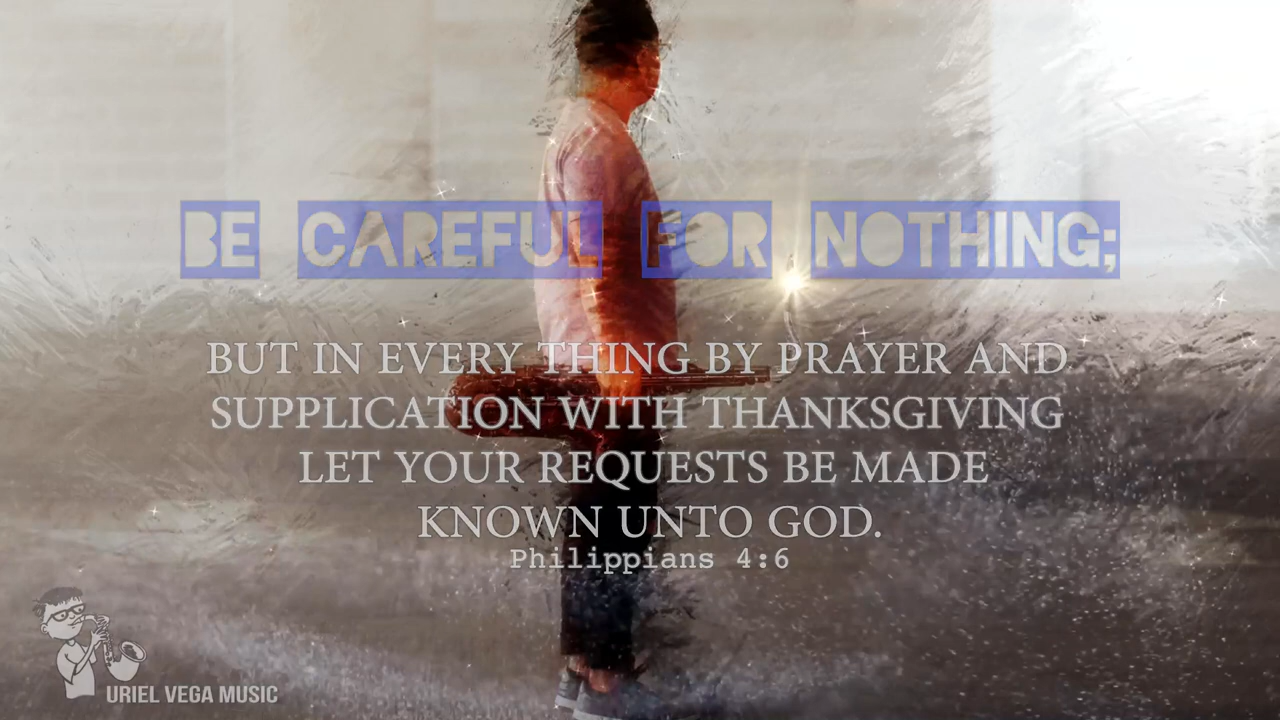 BE CAREFUL FOR NOTHING;
BUT IN EVERY THING BY PRAYER AND
SUPPLICATION WITH THANKSGIVING
LET YOUR REQUESTS BE MADE
KNOWN UNTO GOD.
Philippians 4:6
URIEL VEGA MUSIC